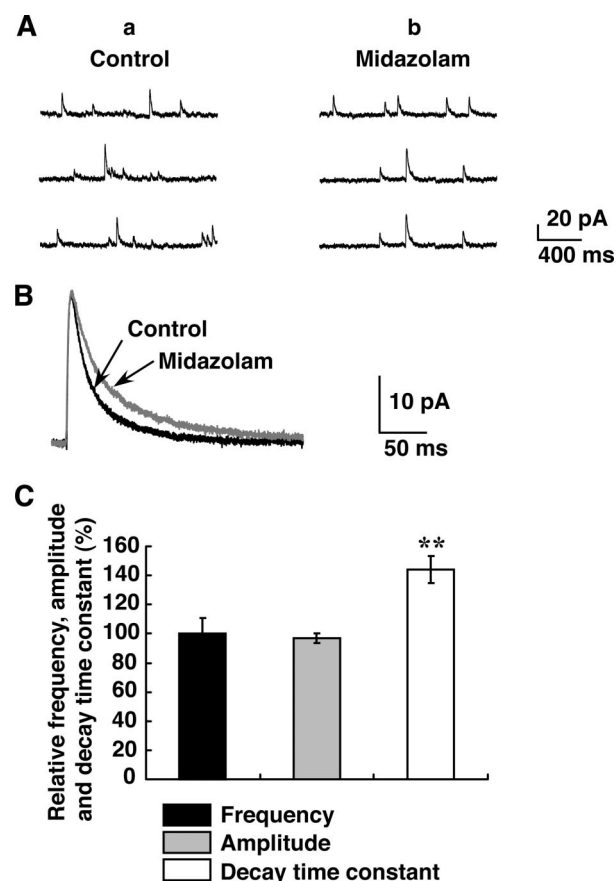 A
a
b
Control
Midazolam
20 pA
400 ms
B
Control
Midazolam
10 pA
50 ms
C
Relative frequency, amplitude
and decay time constant (%)
160
140
120
100
80
60
40
20
0
**
Frequency
Amplitude
Decay time constant